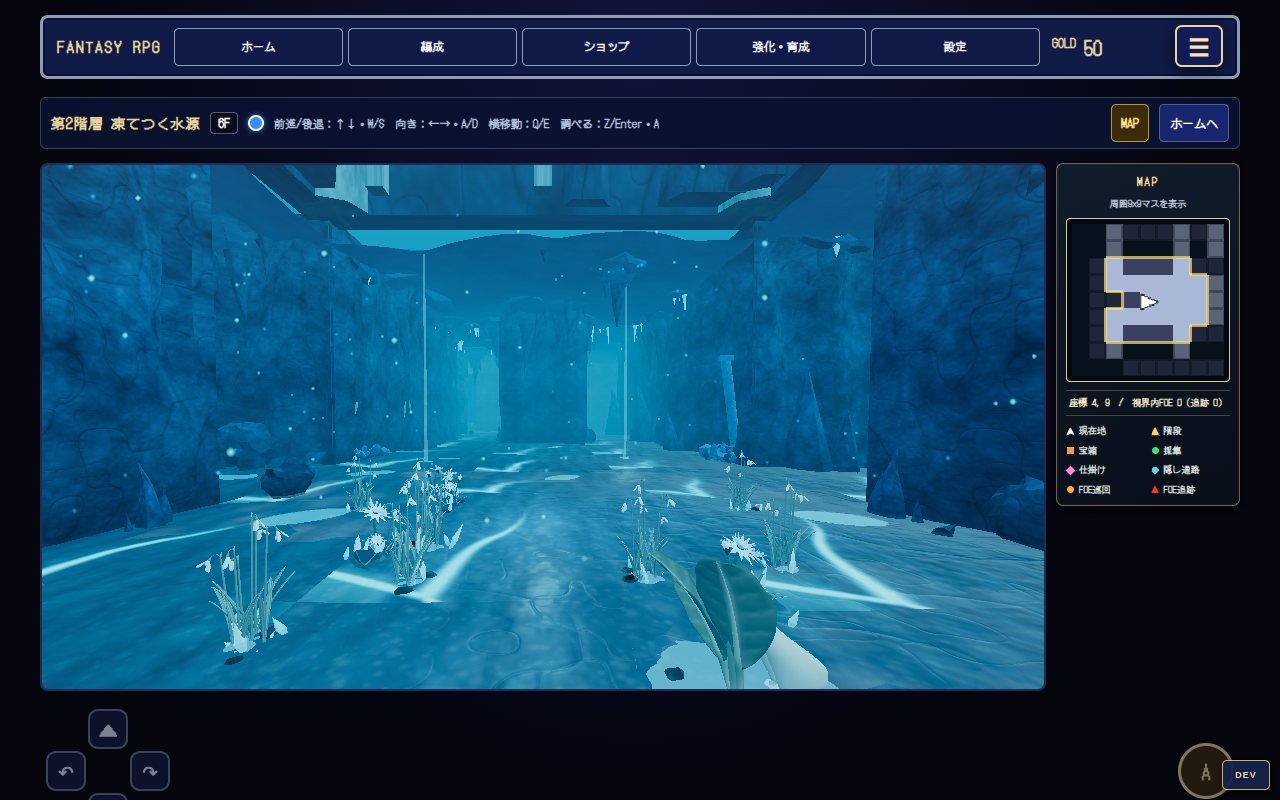 FANTASY RPG ホーム 編成 ショップ 強化・育成 設定 GOLD 50
第2階層 凍てつく水源 6F 前進/後退：↑↓・W/S 向き：←→・A/D 横移動：Q/E 調べる：Z/Enter・A MAP ホームへ
MAP
周囲9x9マスを表示
座標 4, 9 / 視界内FOE 0（追跡 0）
現在地 階段
宝箱 採集
仕掛け 隠し通路
FOE巡回 FOE追跡
A DEV